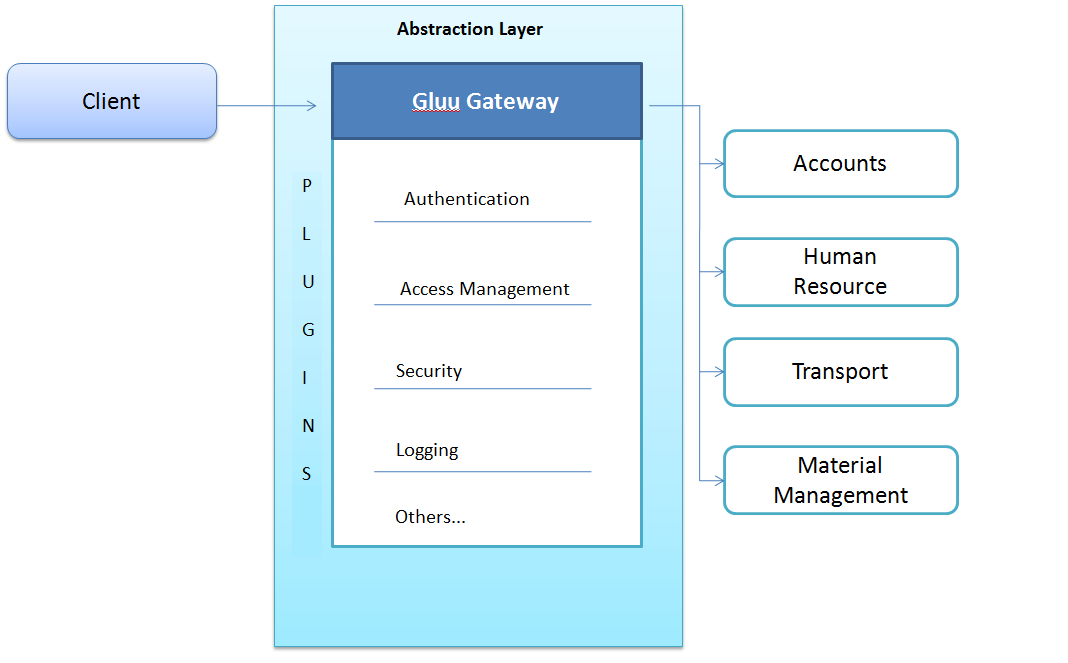 Abstraction Layer
Client
Gluu Gateway
P
L
U
G
I
N
S
Authentication
Access Management
Security
Logging
Others...
Accounts
Human
Resource
Transport
Material
Management